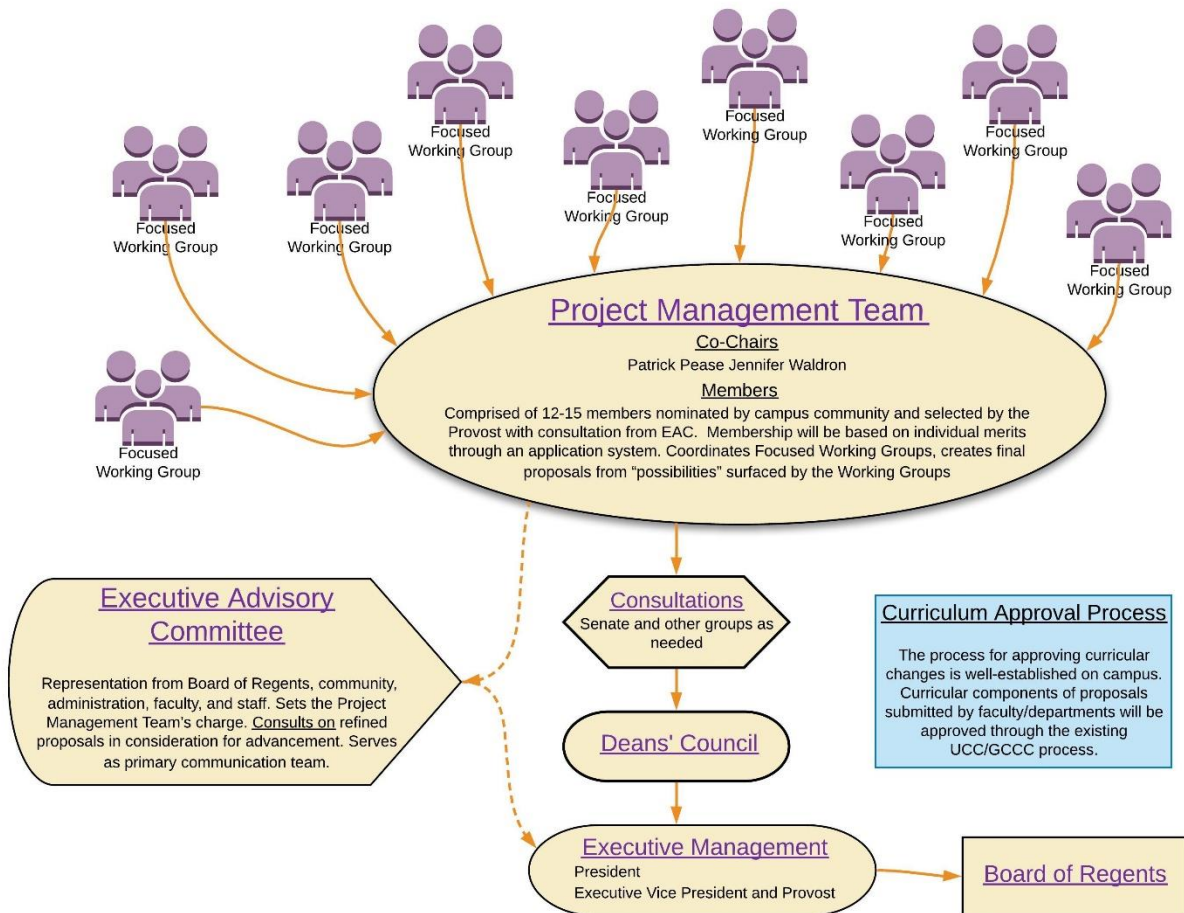 Focused
Working Group
Focused
Working Group
Focused
Working Group
Focused
Working Group
Focused
Working Group
Focused
Working Group
Focused
Working Group
Focused
Working Group
Focused
Working Group
Project Management Team
Co-Chairs
Patrick Pease Jennifer Waldron
Members
Comprised of 12-15 members nominated by campus community and selected by the
Provost with consultation from EAC. Membership will be based on individual merits
through an application system. Coordinates Focused Working Groups, creates final
proposals from “possibilities” surfaced by the Working Groups
Executive Advisory
Committee
Representation from Board of Regents, community,
administration, faculty, and staff. Sets the Project
Management Team’s charge. Consults on refined
proposals in consideration for advancement. Serves
as primary communication team.
Consultations
Senate and other groups as
needed
Curriculum Approval Process
The process for approving curricular
changes is well-established on campus.
Curricular components of proposals
submitted by faculty/departments will be
approved through the existing
UCC/GCCC process.
Deans' Council
Executive Management
President
Executive Vice President and Provost
Board of Regents